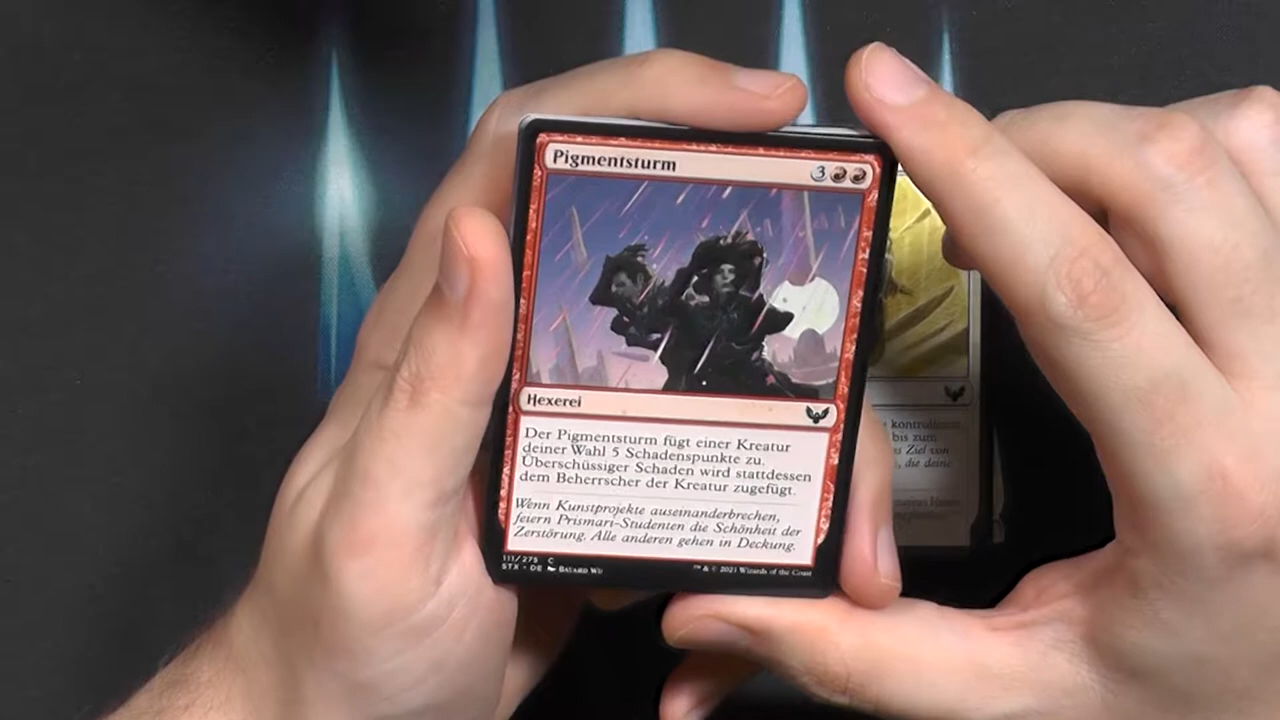 Pigmentsturm
3
Hexerei
Der Pigmentsturm fügt einer Kreatur
deiner Wahl 5 Schadenspunkte zu.
Überschüssiger Schaden wird stattdessen
dem Beherrscher der Kreatur zugefügt.
Wenn Kunstprojekte auseinanderbrechen,
feiern Prismari-Studenten die Schönheit der
Zerstörung. Alle anderen gehen in Deckung.
111/275 C
STX • DE Bayard Wu
™ & © 2021 Wizards of the Coast
kontrollierst
bis zum
Ziel von
, die deine